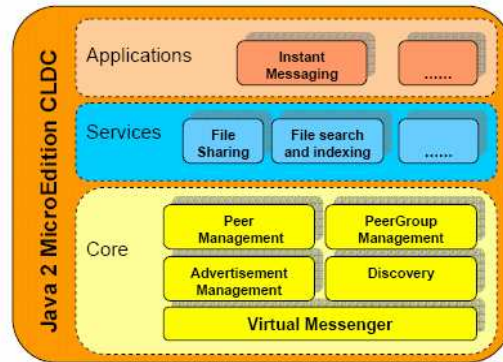 Java 2 MicroEdition CLDC
Applications
Instant
Messaging
......
Services
File
Sharing
File search
and indexing
......
Core
Peer
Management
PeerGroup
Management
Advertisement
Management
Discovery
Virtual Messenger